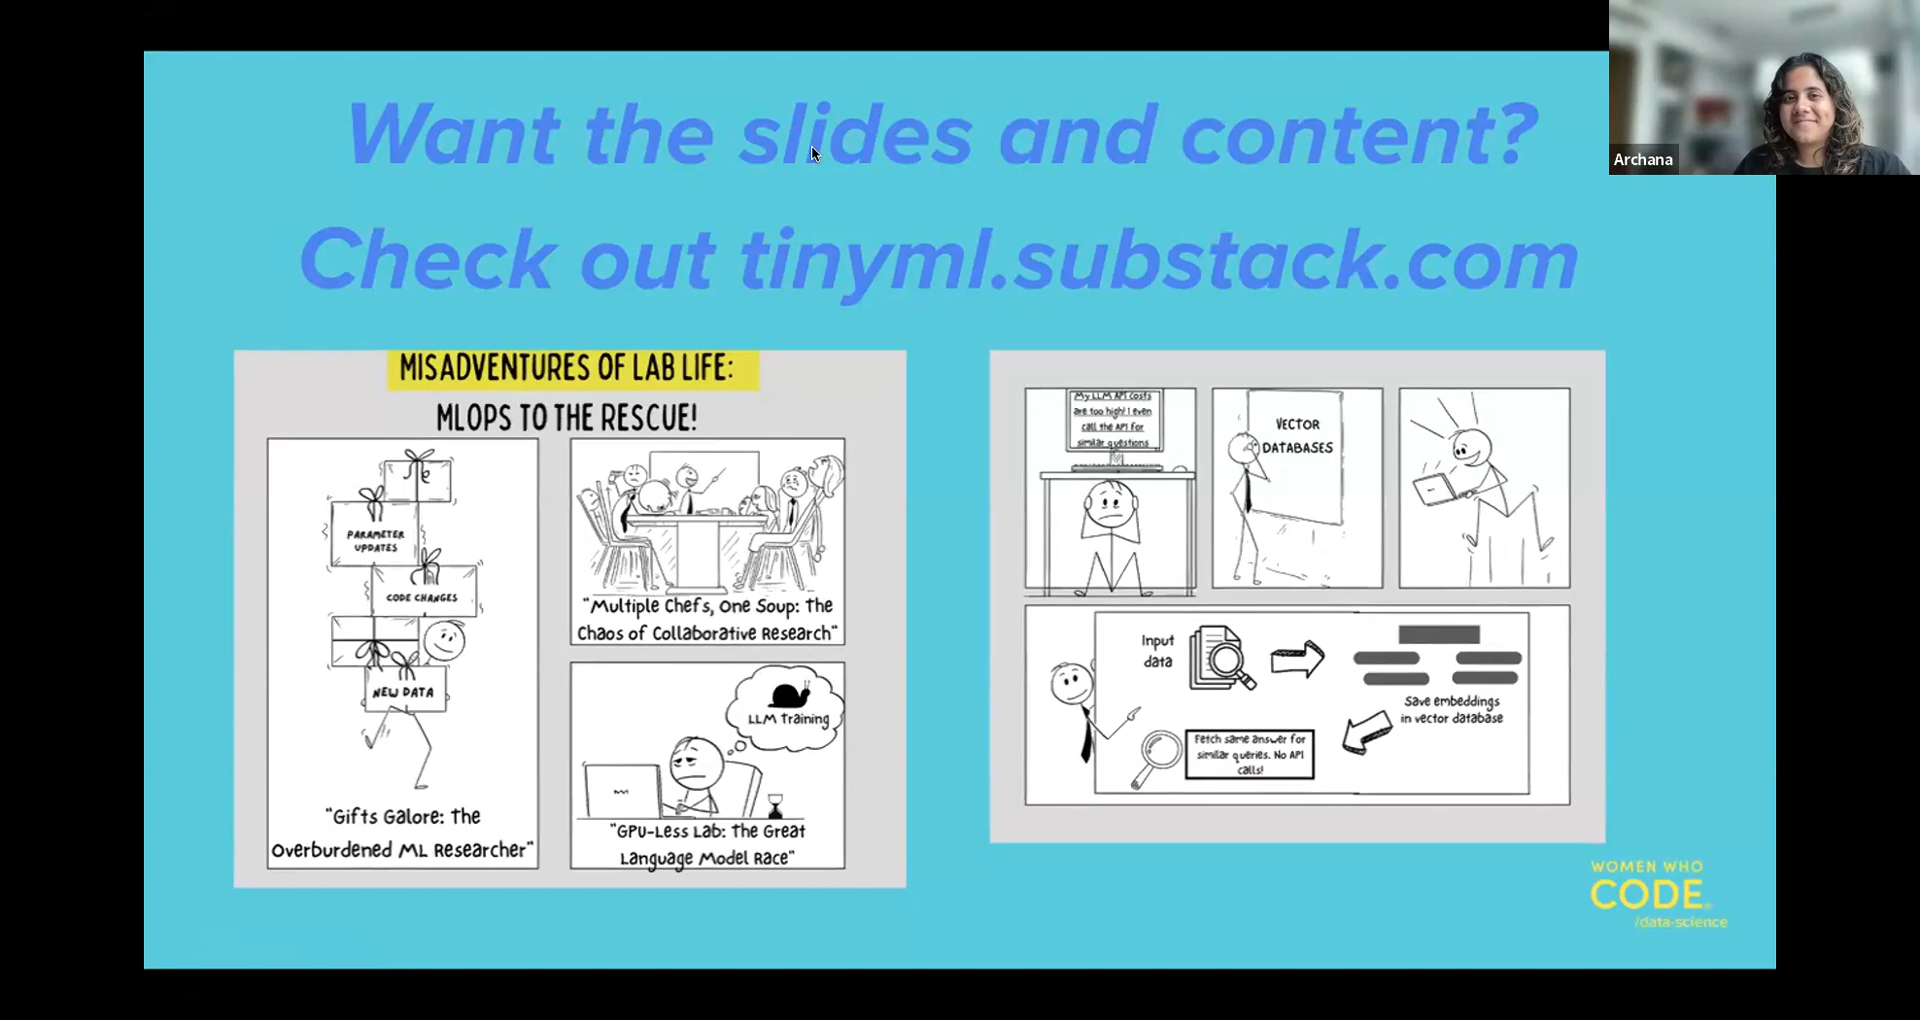 Want the slides and content?
Check out tinyml.substack.com
Archana
MISADVENTURES OF LAB LIFE:
MLOPS TO THE RESCUE!
PARAMETER
UPDATES
CODE CHANGES
NEW DATA
"Gifts Galore: The
Overburdened ML Researcher"
"Multiple Chefs, One Soup: The
Chaos of Collaborative Research"
LLM Training
"GPU-Less Lab: The Great
Language Model Race"
My LLM API costs
are too high! I even
call the API for
similar questions
VECTOR
DATABASES
Input
data
Save embeddings
in vector database
Fetch same answer for
similar queries. No API
calls!
WOMEN WHO
CODE
/data-science